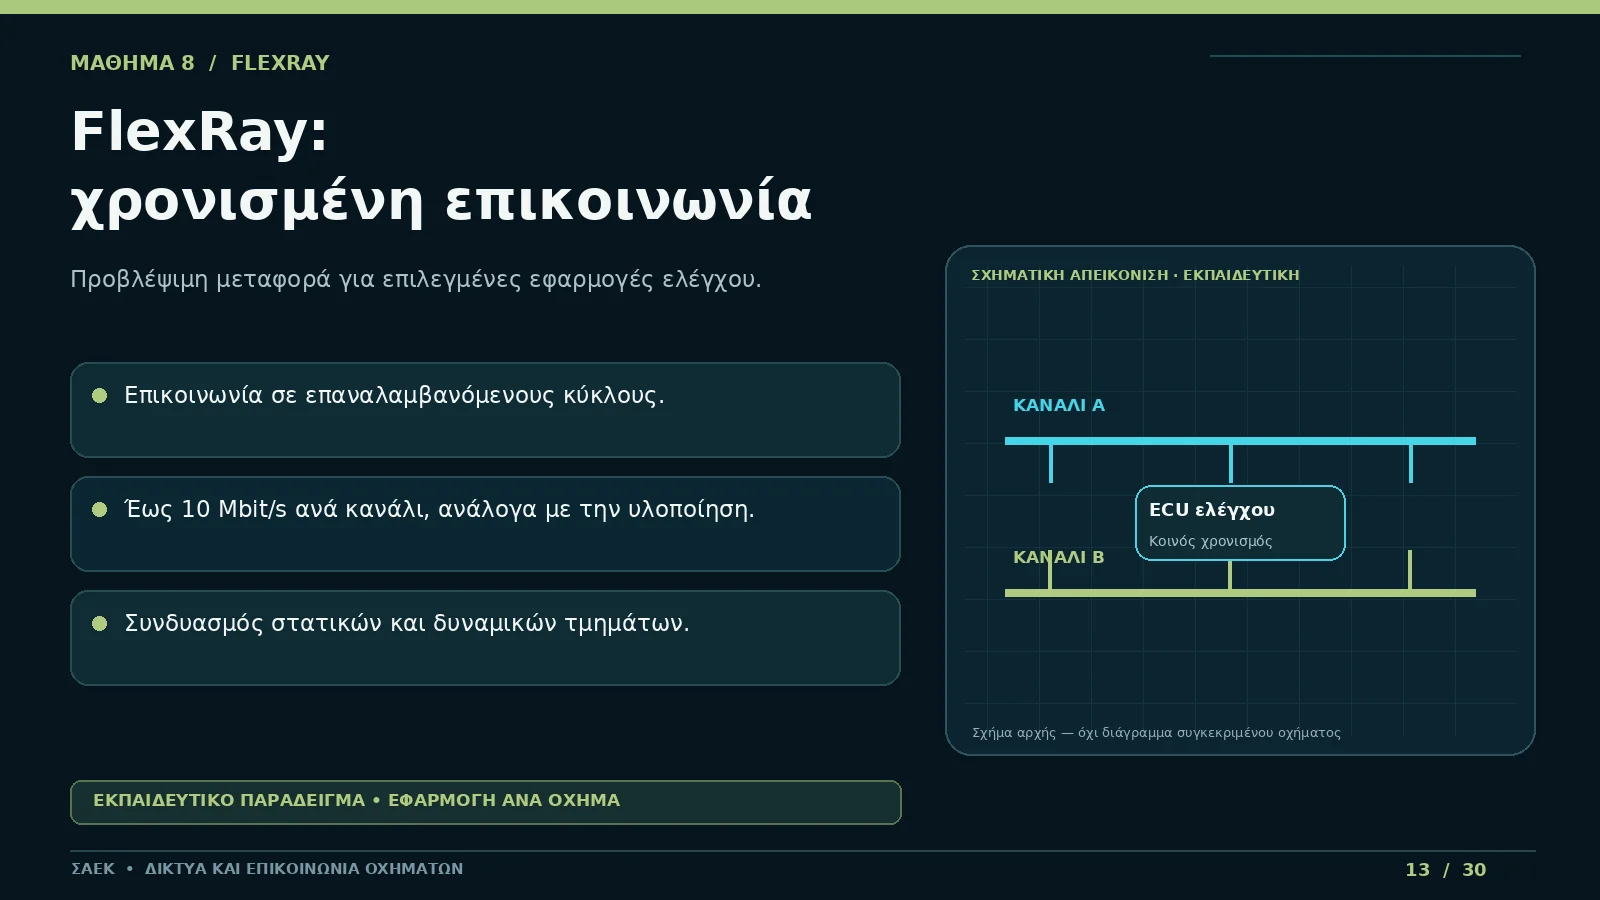 ΜΑΘΗΜΑ 8 / FLEXRAY
FlexRay:
χρονισμένη επικοινωνία
Προβλέψιμη μεταφορά για επιλεγμένες εφαρμογές ελέγχου.
Επικοινωνία σε επαναλαμβανόμενους κύκλους.
Έως 10 Mbit/s ανά κανάλι, ανάλογα με την υλοποίηση.
Συνδυασμός στατικών και δυναμικών τμημάτων.
ΕΚΠΑΙΔΕΥΤΙΚΟ ΠΑΡΑΔΕΙΓΜΑ • ΕΦΑΡΜΟΓΗ ΑΝΑ ΟΧΗΜΑ
ΣΧΗΜΑΤΙΚΗ ΑΠΕΙΚΟΝΙΣΗ · ΕΚΠΑΙΔΕΥΤΙΚΗ
ΚΑΝΑΛΙ A
ECU ελέγχου
Κοινός χρονισμός
ΚΑΝΑΛΙ B
Σχήμα αρχής — όχι διάγραμμα συγκεκριμένου οχήματος
ΣΑΕΚ • ΔΙΚΤΥΑ ΚΑΙ ΕΠΙΚΟΙΝΩΝΙΑ ΟΧΗΜΑΤΩΝ
13 / 30